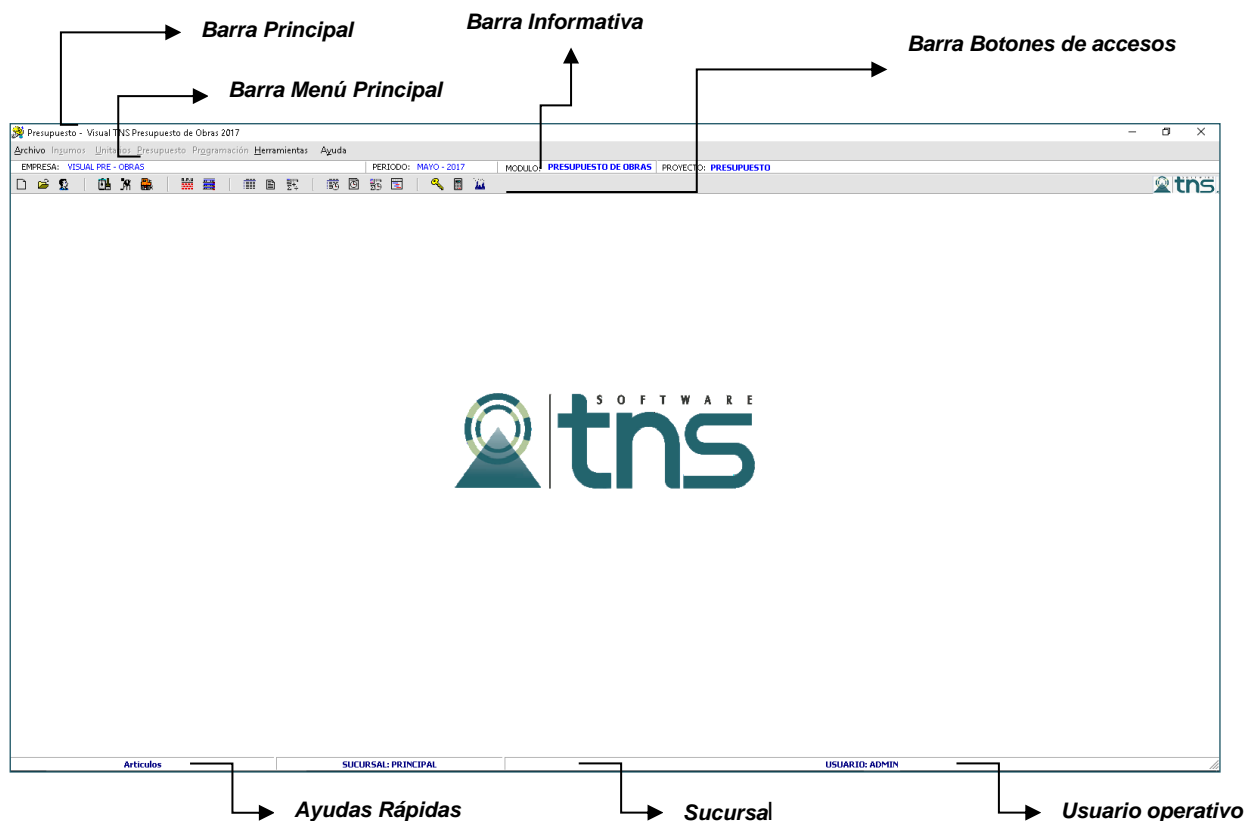 Barra Principal
Barra Informativa
Barra Botones de accesos
Barra Menú Principal
Presupuesto - Visual TNS Presupuesto de Obras 2017
Archivo Insumos Unitarios Presupuesto Programación Herramientas Ayuda
EMPRESA: VISUAL PRE - OBRAS PERIODO: MAYO - 2017 MODULO: PRESUPUESTO DE OBRAS PROYECTO: PRESUPUESTO
tns
SOFTWARE
tns
Articulos SUCURSAL: PRINCIPAL USUARIO: ADMIN
Ayudas Rápidas
Sucursal
Usuario operativo